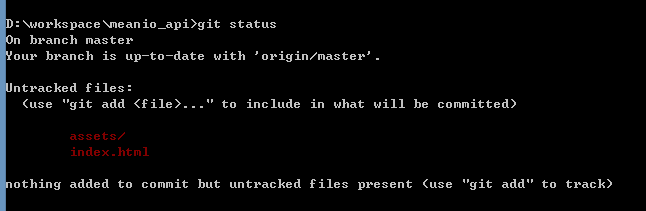 D:\workspace\meanio_api>git status
On branch master
Your branch is up-to-date with 'origin/master'.
Untracked files:
(use "git add <file>..." to include in what will be committed)
assets/
index.html
nothing added to commit but untracked files present (use "git add" to track)